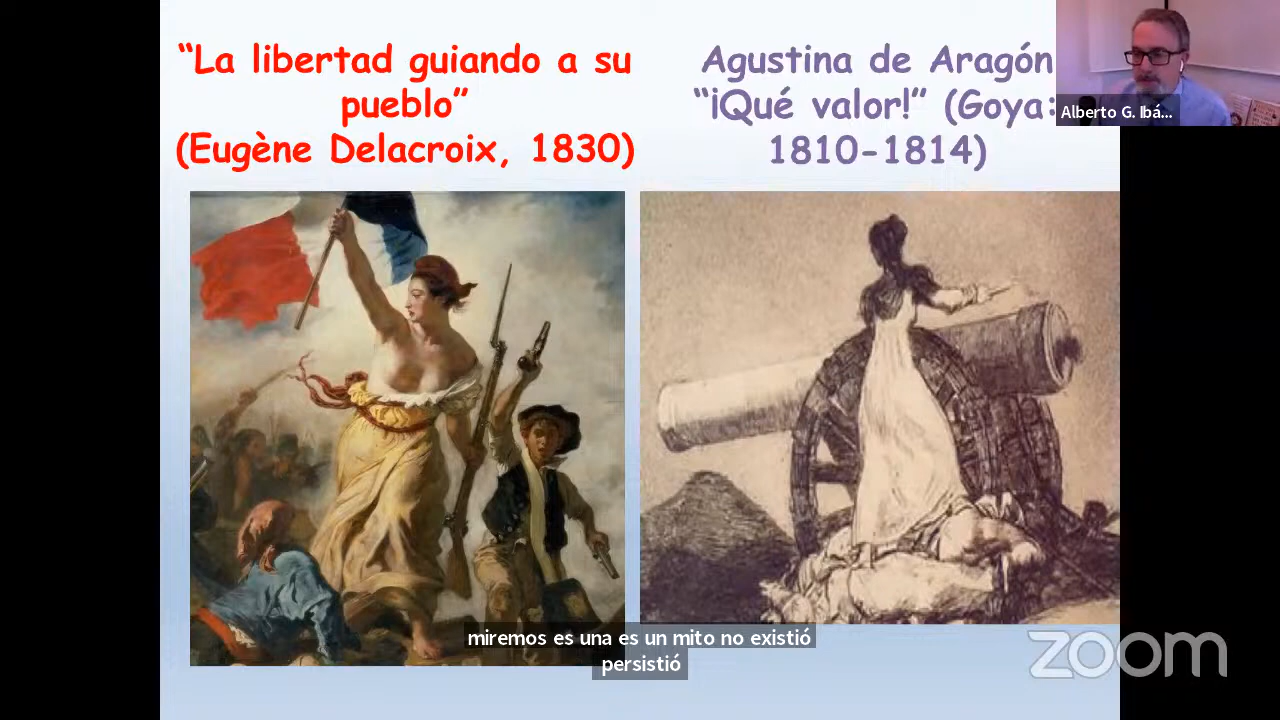 “La libertad guiando a su
pueblo”
(Eugène Delacroix, 1830)
Agustina de Aragón
“¡Qué valor!” (Goya:
1810-1814)
Alberto G. Ibá...
miremos es una es un mito no existió
persistió
zoom